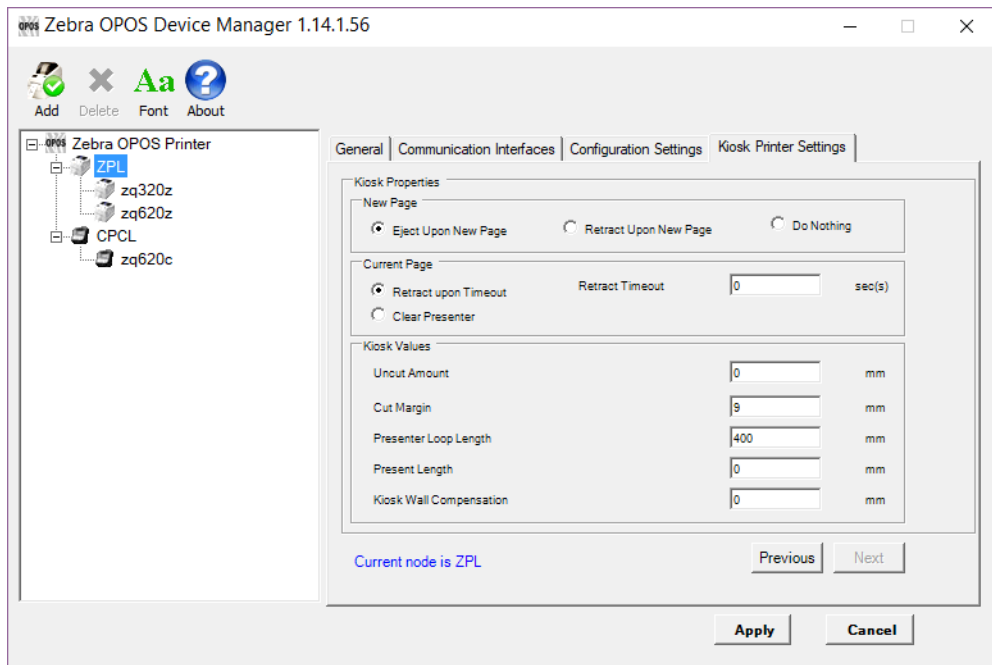 OPOS Zebra OPOS Device Manager 1.14.1.56
Aa
?
Add Delete Font About
OPOS Zebra OPOS Printer
ZPL
zq320z
zq620z
CPCL
zq620c
General Communication Interfaces Configuration Settings Kiosk Printer Settings
Kiosk Properties
New Page
Eject Upon New Page Retract Upon New Page Do Nothing
Current Page
Retract upon Timeout Retract Timeout 0 sec(s)
Clear Presenter
Kiosk Values
Uncut Amount 0 mm
Cut Margin 9 mm
Presenter Loop Length 400 mm
Present Length 0 mm
Kiosk Wall Compensation 0 mm
Current node is ZPL
Previous Next
Apply Cancel